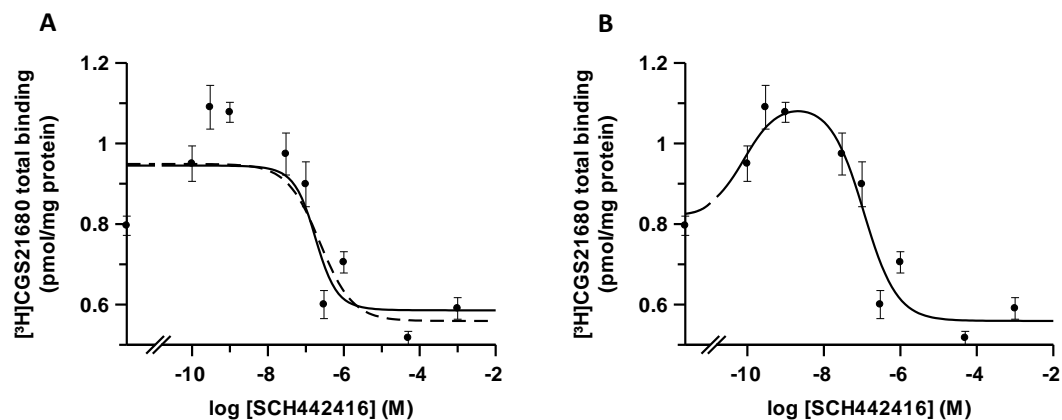 A
[³H]CGS21680 total binding
(pmol/mg protein)
1.2
1
0.8
0.6
-10
-8
-6
-4
-2
log [SCH442416] (M)
B
[³H]CGS21680 total binding
(pmol/mg protein)
1.2
1
0.8
0.6
-10
-8
-6
-4
-2
log [SCH442416] (M)